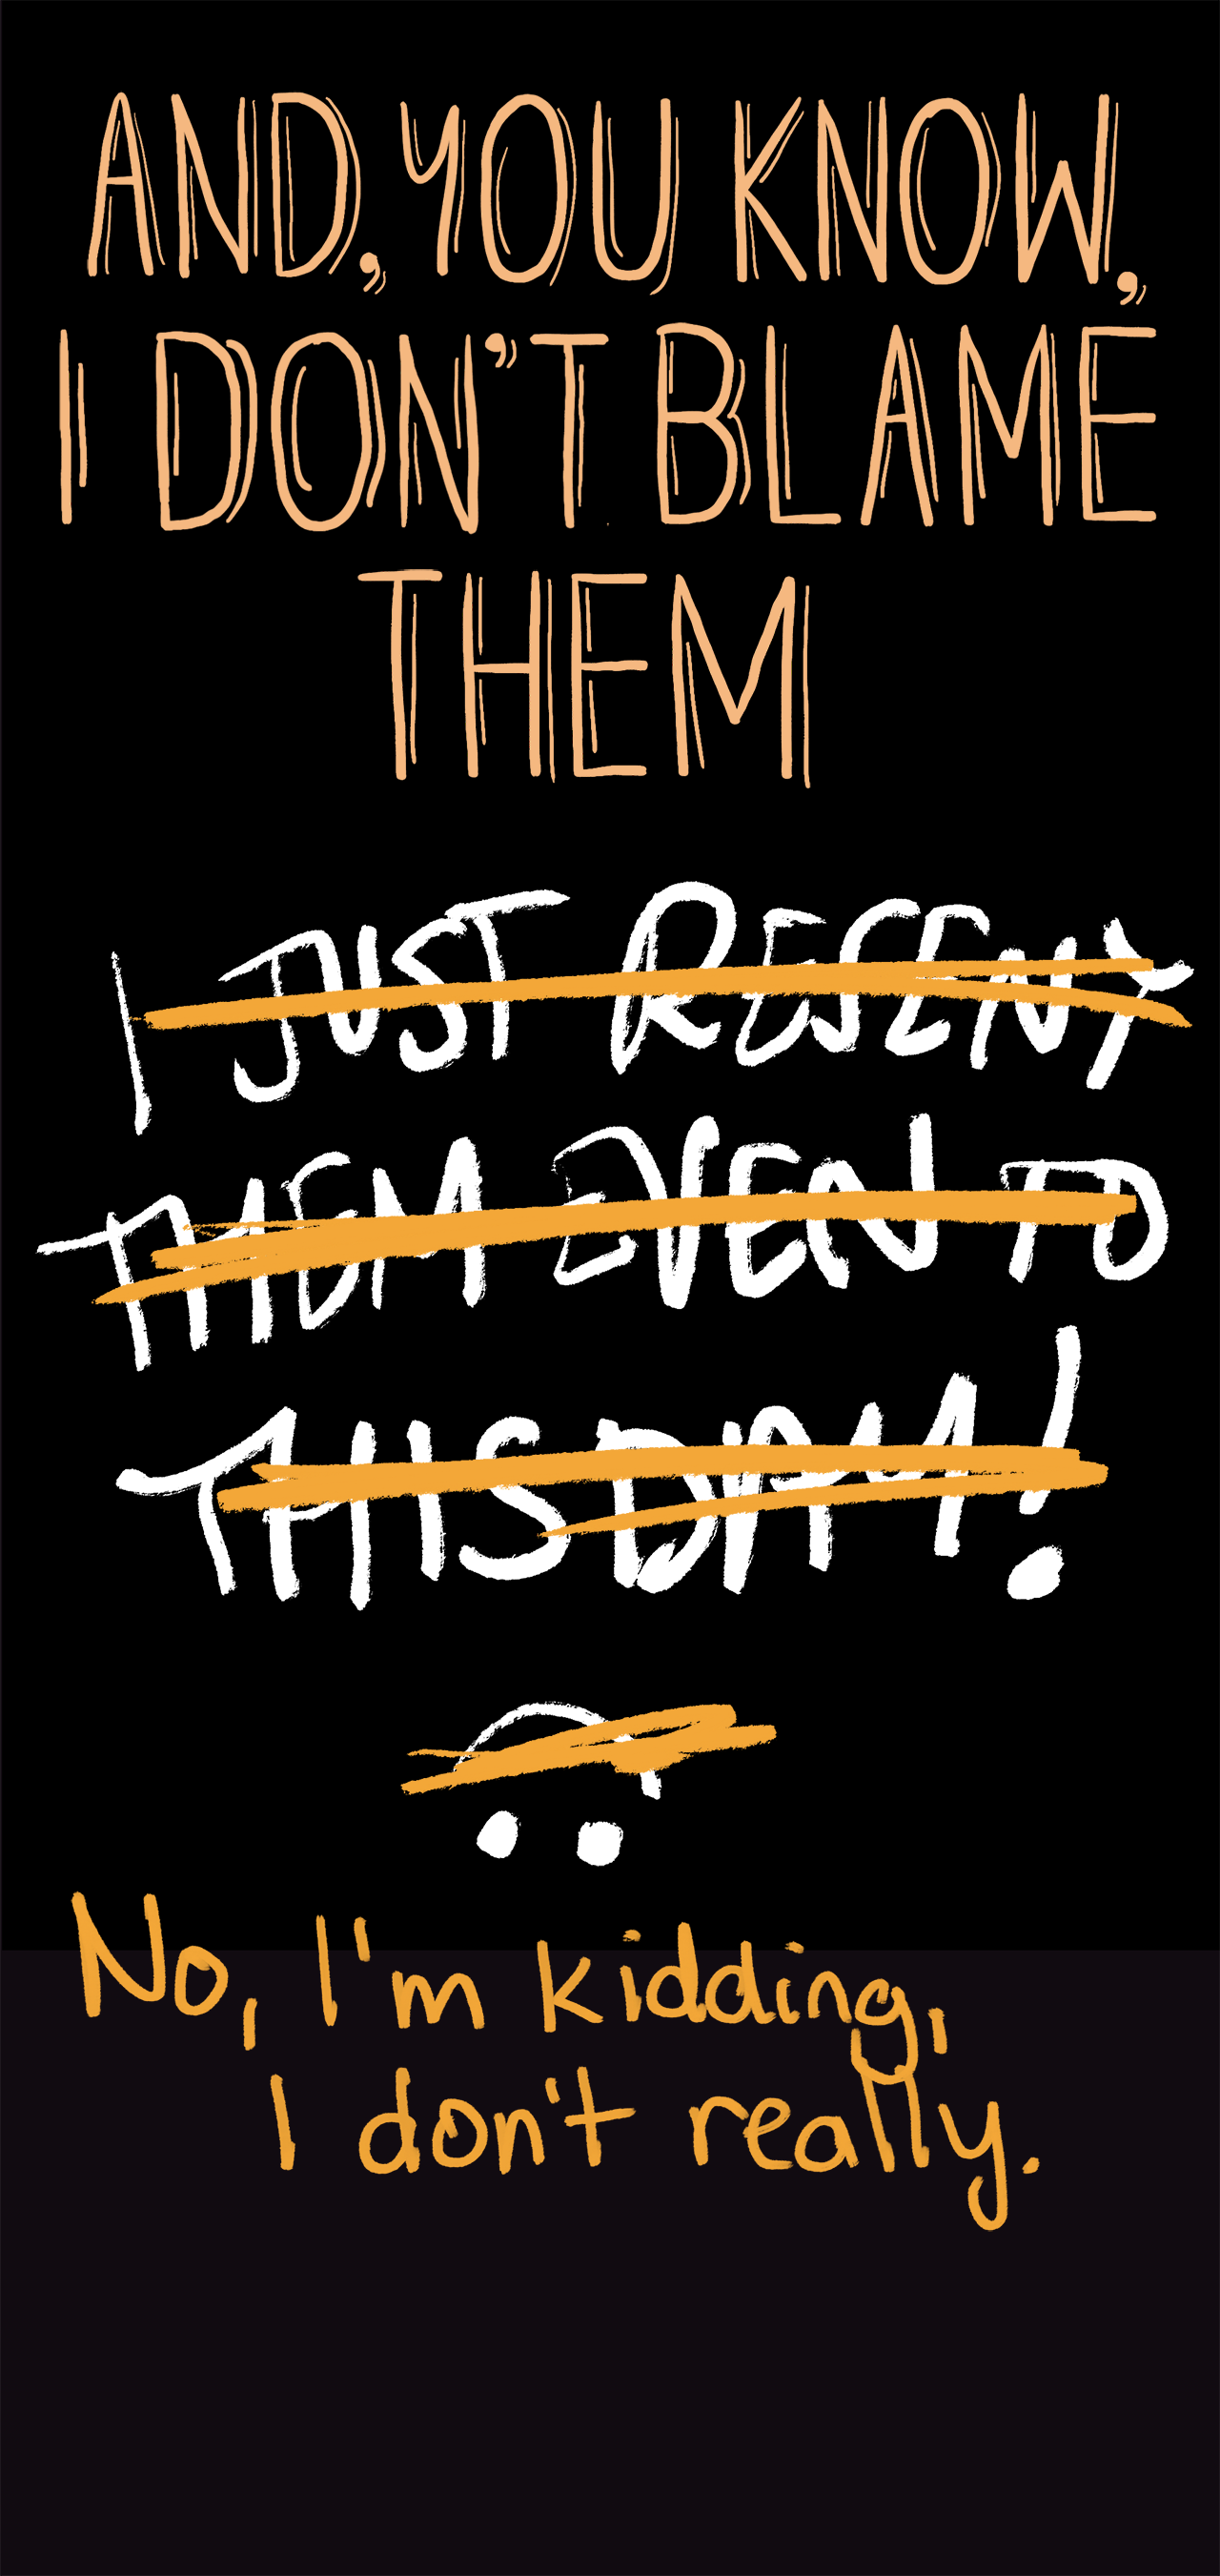 AND, YOU KNOW,
I DON'T BLAME
THEM
I JUST RESENT
THEM EVEN TO
THIS DAY!
No, I'm kidding,
I don't really.